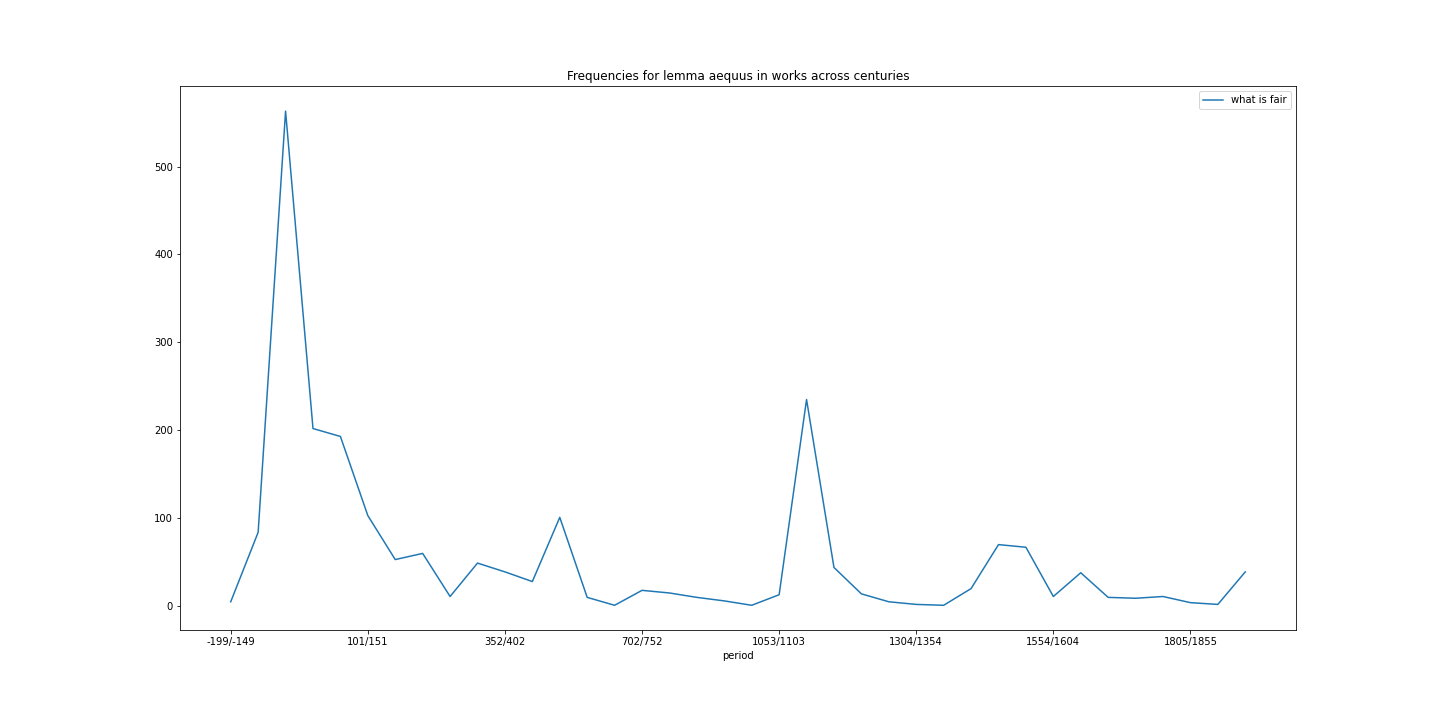 Frequencies for lemma aequus in works across centuries
what is fair
500
400
300
200
100
0
-199/-149 101/151 352/402 702/752 1053/1103 1304/1354 1554/1604 1805/1855
period